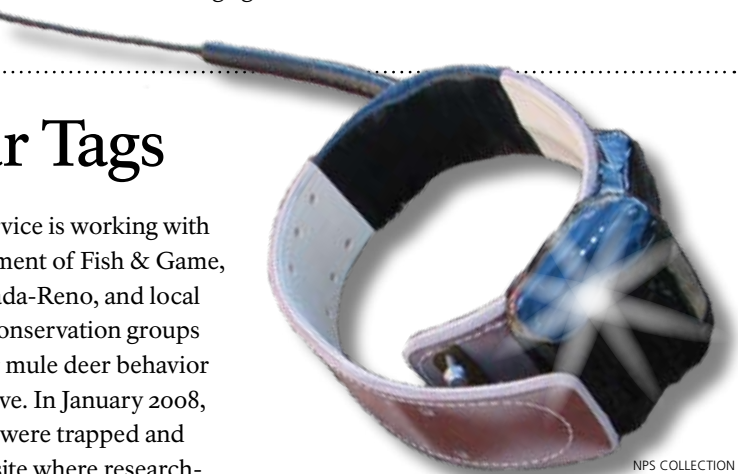 r Tags
vice is working with
ment of Fish & Game,
da-Reno, and local
onservation groups
mule deer behavior
ve. In January 2008,
were trapped and
site where research-
NPS COLLECTION